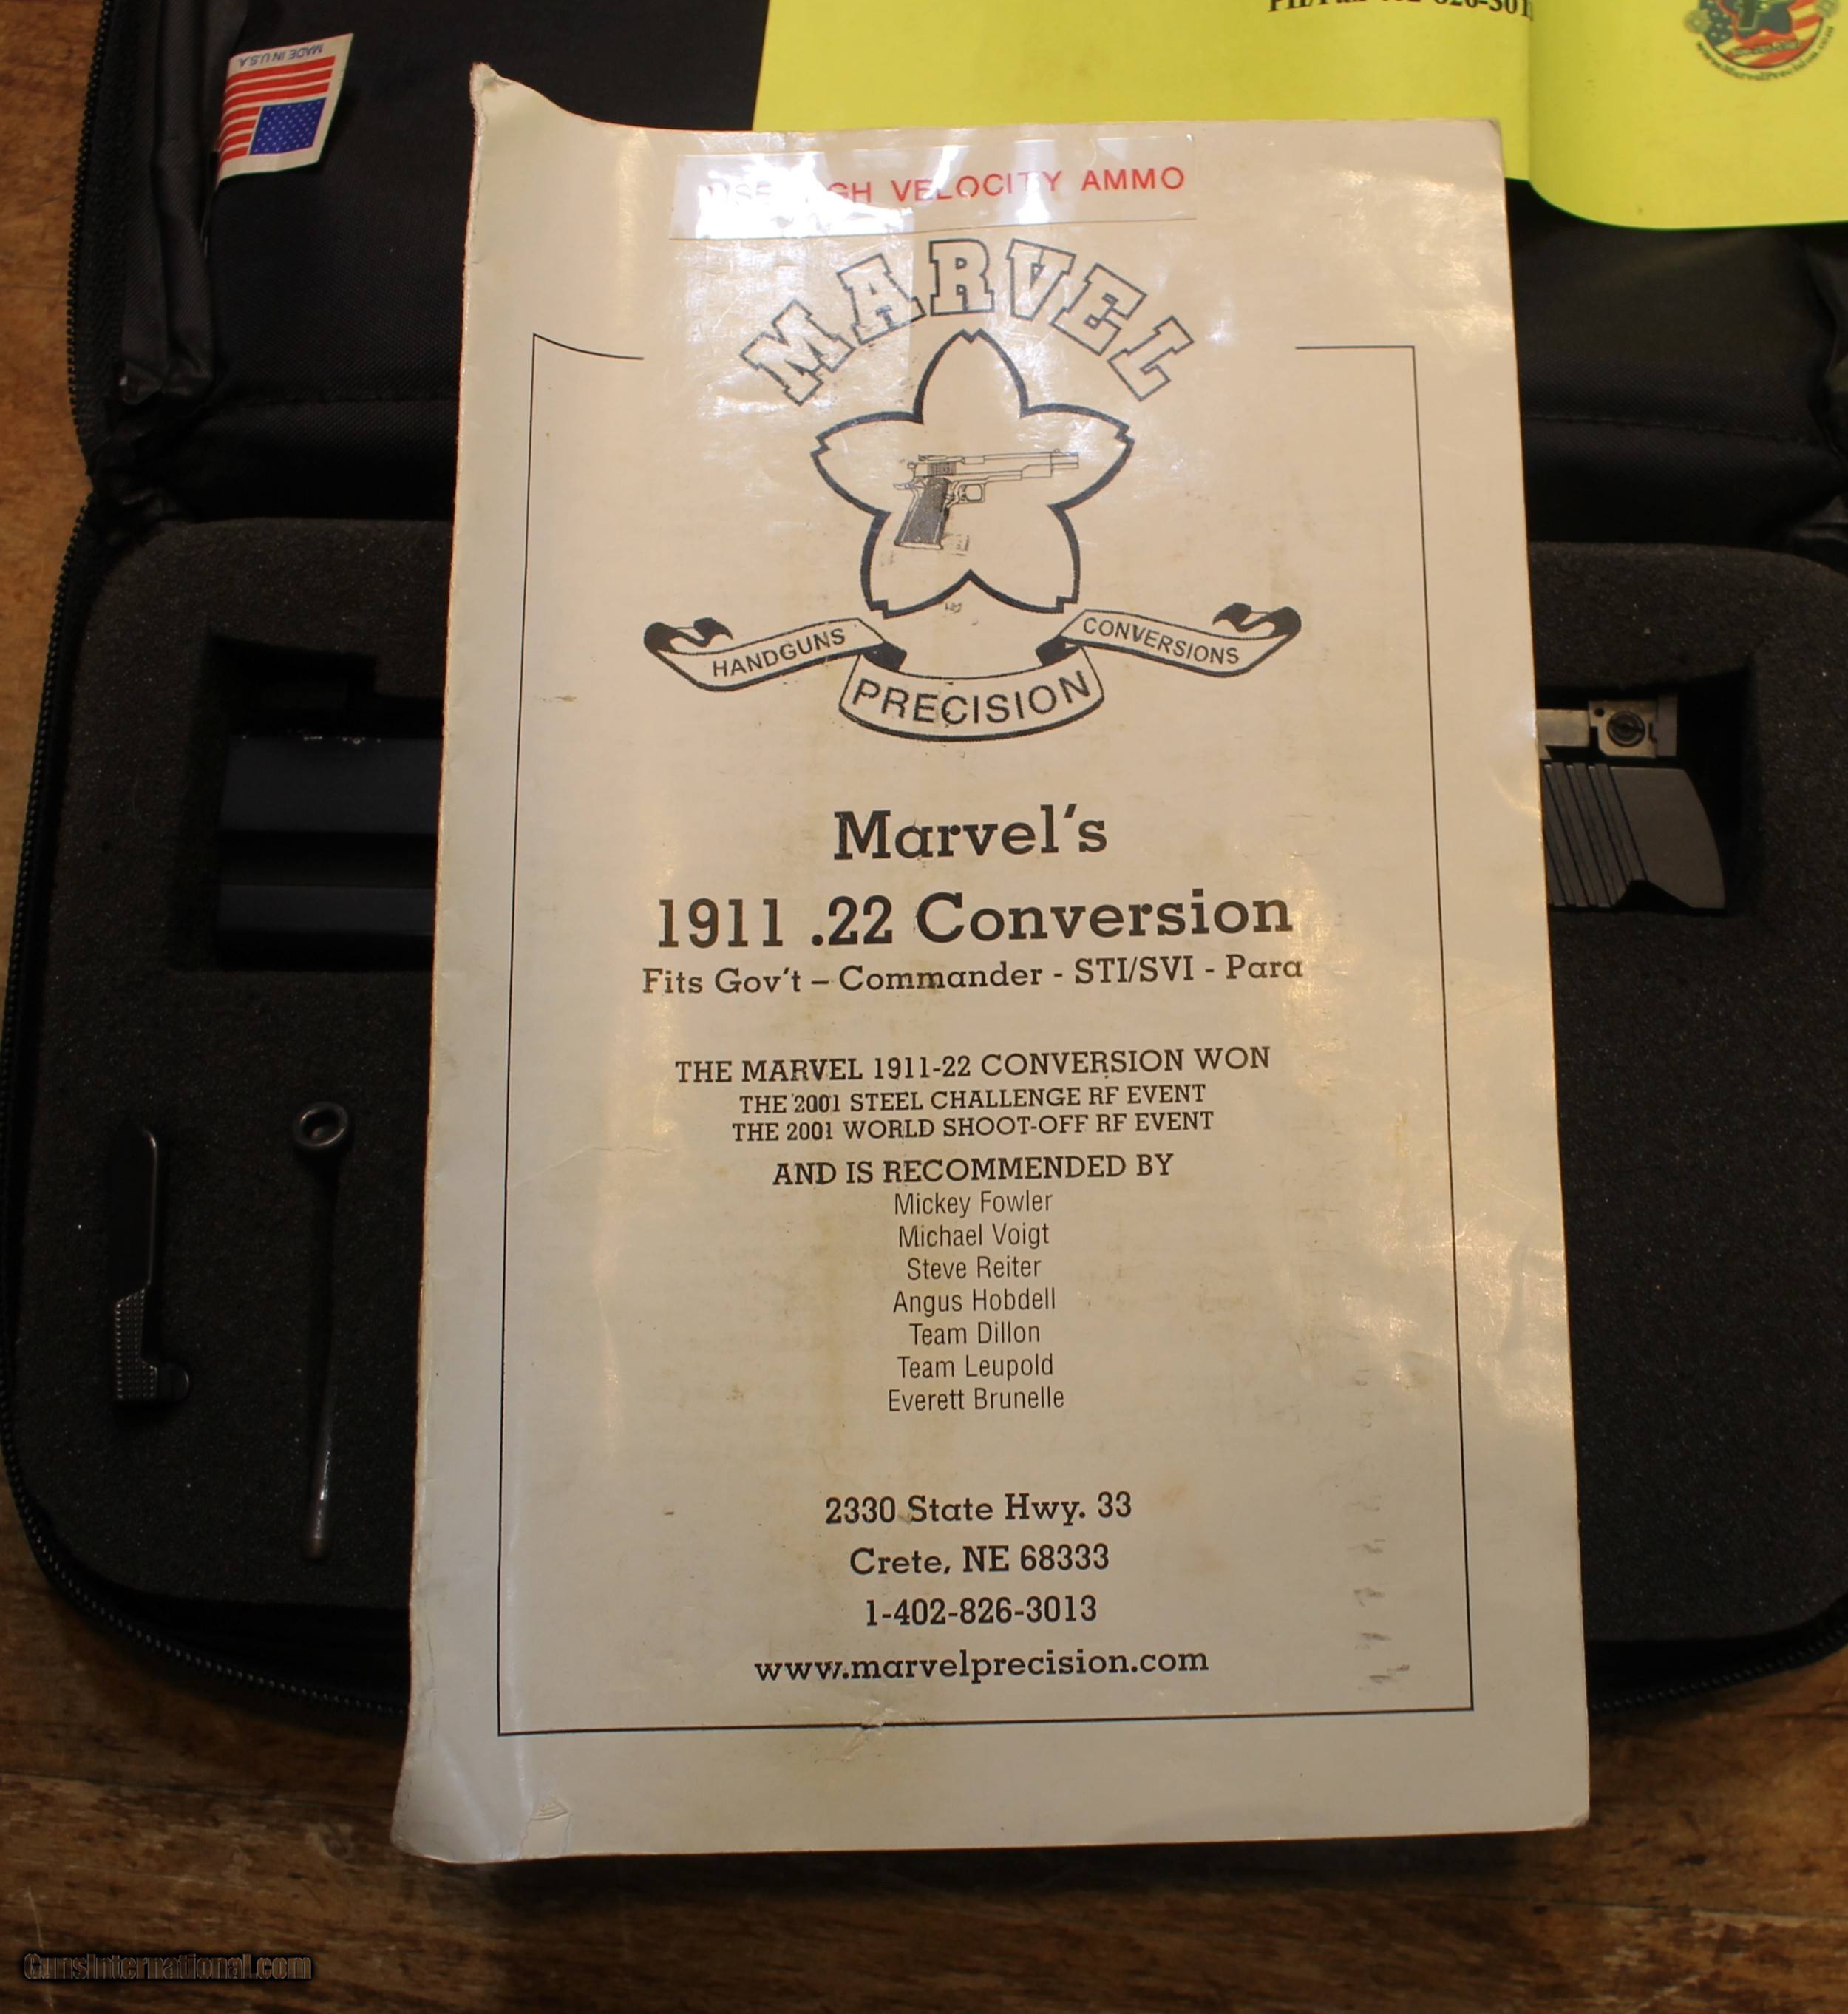 MADE IN U.S.A.
www.MarvelPrecision.com
VELOCITY AMMO
MARVEL
HANDGUNS
PRECISION
CONVERSIONS
Marvel's
1911 .22 Conversion
Fits Gov't – Commander - STI/SVI - Para
THE MARVEL 1911-22 CONVERSION WON
THE 2001 STEEL CHALLENGE RF EVENT
THE 2001 WORLD SHOOT-OFF RF EVENT
AND IS RECOMMENDED BY
Mickey Fowler
Michael Voigt
Steve Reiter
Angus Hobdell
Team Dillon
Team Leupold
Everett Brunelle
2330 State Hwy. 33
Crete, NE 68333
1-402-826-3013
www.marvelprecision.com
GunsInternational.com